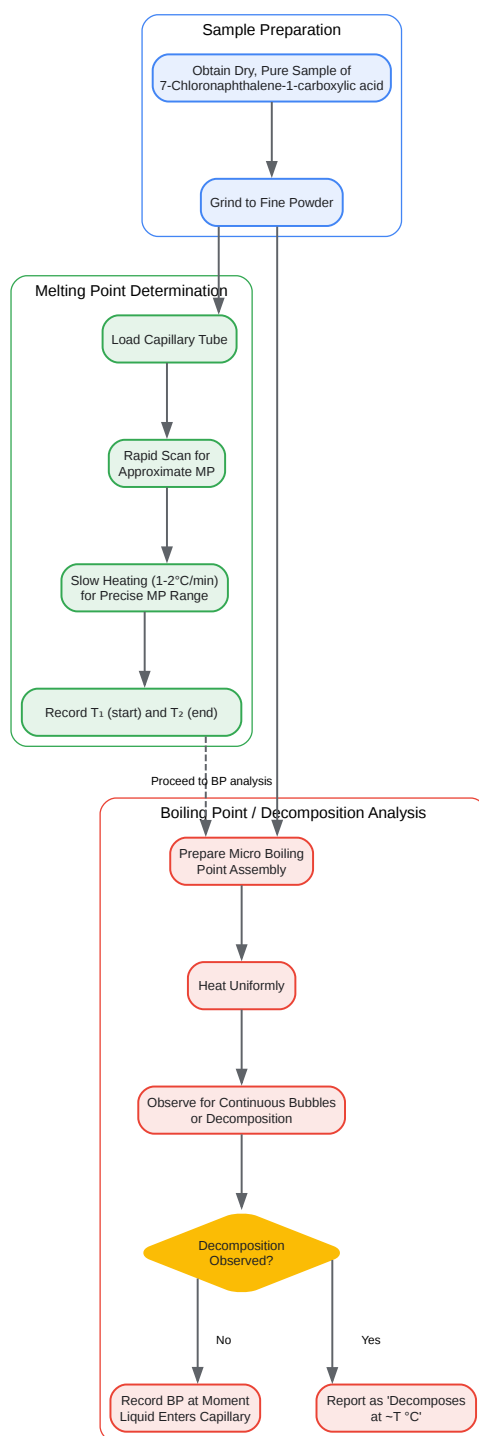 Sample Preparation
Obtain Dry, Pure Sample of
7-Chloronaphthalene-1-carboxylic acid
Grind to Fine Powder
Melting Point Determination
Load Capillary Tube
Rapid Scan for
Approximate MP
Slow Heating (1-2°C/min)
for Precise MP Range
Record T₁ (start) and T₂ (end)
Proceed to BP analysis
Boiling Point / Decomposition Analysis
Prepare Micro Boiling
Point Assembly
Heat Uniformly
Observe for Continuous Bubbles
or Decomposition
Decomposition
Observed?
No
Yes
Record BP at Moment
Liquid Enters Capillary
Report as 'Decomposes
at ~T °C'